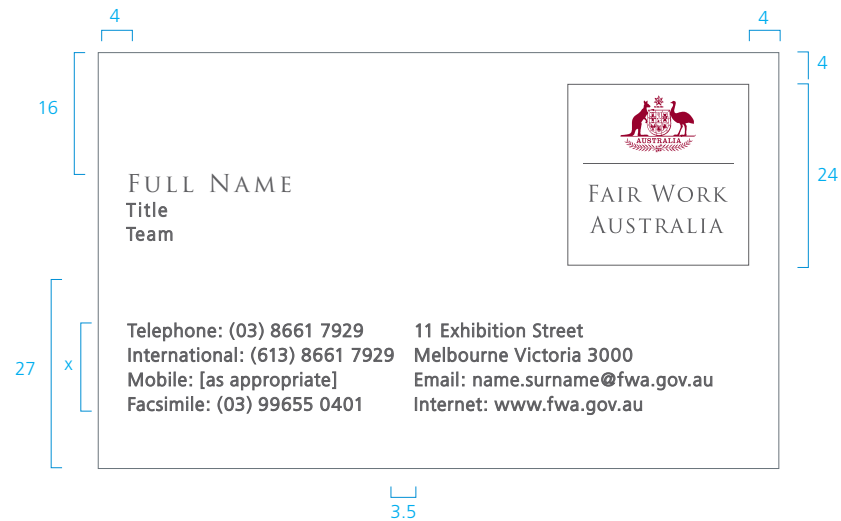 4
4
4
16
AUSTRALIA
24
FULL NAME
FAIR WORK
AUSTRALIA
Title
Team
Telephone: (03) 8661 7929
International: (613) 8661 7929
Mobile: [as appropriate]
Facsimile: (03) 99655 0401
11 Exhibition Street
Melbourne Victoria 3000
Email: name.surname@fwa.gov.au
Internet: www.fwa.gov.au
27
x
3.5